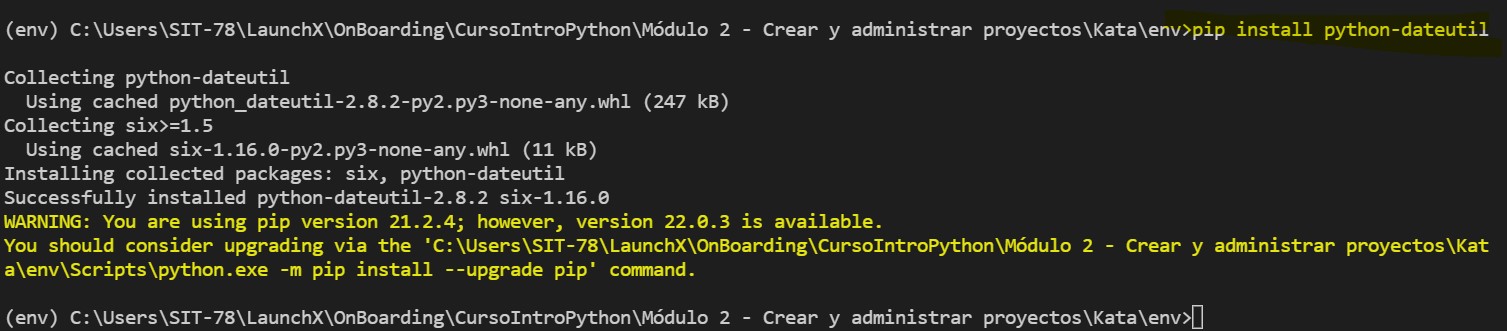 (env) C:\Users\SIT-78\LaunchX\OnBoarding\CursoIntroPython\Módulo 2 - Crear y administrar proyectos\Kata\env>pip install python-dateutil
Collecting python-dateutil
  Using cached python_dateutil-2.8.2-py2.py3-none-any.whl (247 kB)
Collecting six>=1.5
  Using cached six-1.16.0-py2.py3-none-any.whl (11 kB)
Installing collected packages: six, python-dateutil
Successfully installed python-dateutil-2.8.2 six-1.16.0
WARNING: You are using pip version 21.2.4; however, version 22.0.3 is available.
You should consider upgrading via the 'C:\Users\SIT-78\LaunchX\OnBoarding\CursoIntroPython\Módulo 2 - Crear y administrar proyectos\Kat
a\env\Scripts\python.exe -m pip install --upgrade pip' command.
(env) C:\Users\SIT-78\LaunchX\OnBoarding\CursoIntroPython\Módulo 2 - Crear y administrar proyectos\Kata\env>